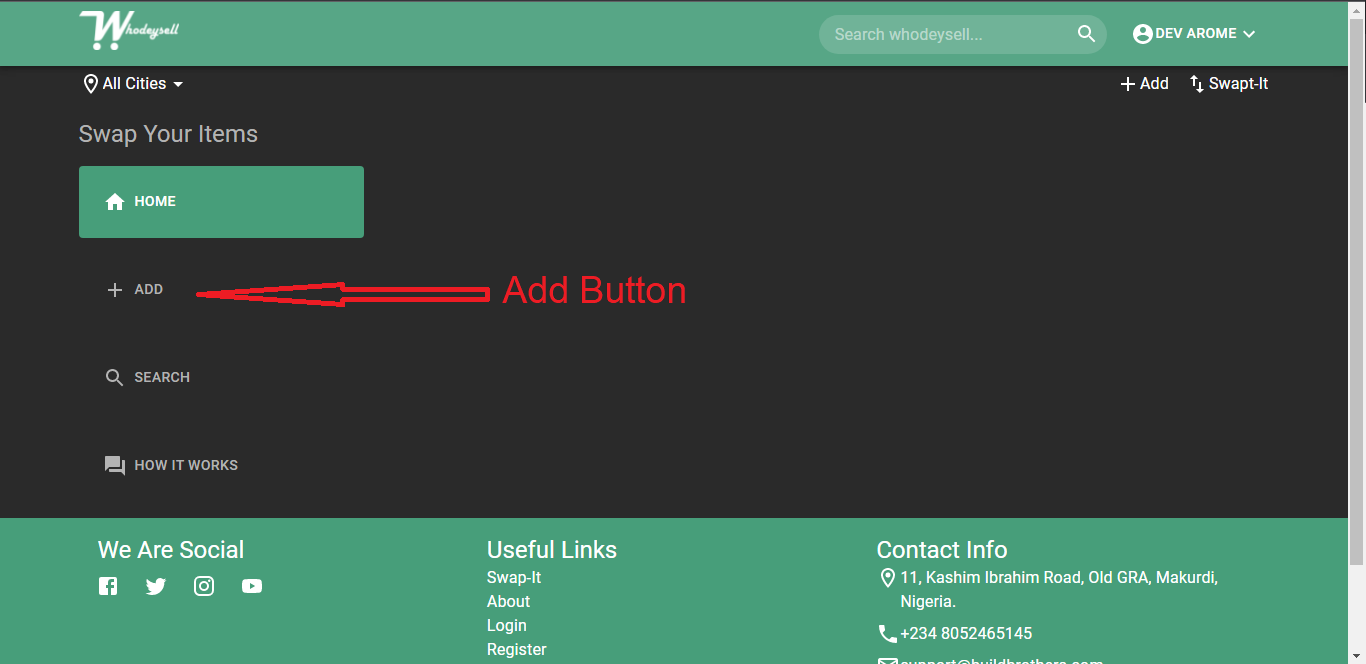 Whodeysell
Search whodeysell...
DEV AROME
All Cities
Add
Swapt-It
Swap Your Items
HOME
ADD
Add Button
SEARCH
HOW IT WORKS
We Are Social
Useful Links
Swap-It
About
Login
Register
Contact Info
11, Kashim Ibrahim Road, Old GRA, Makurdi,
Nigeria.
+234 8052465145